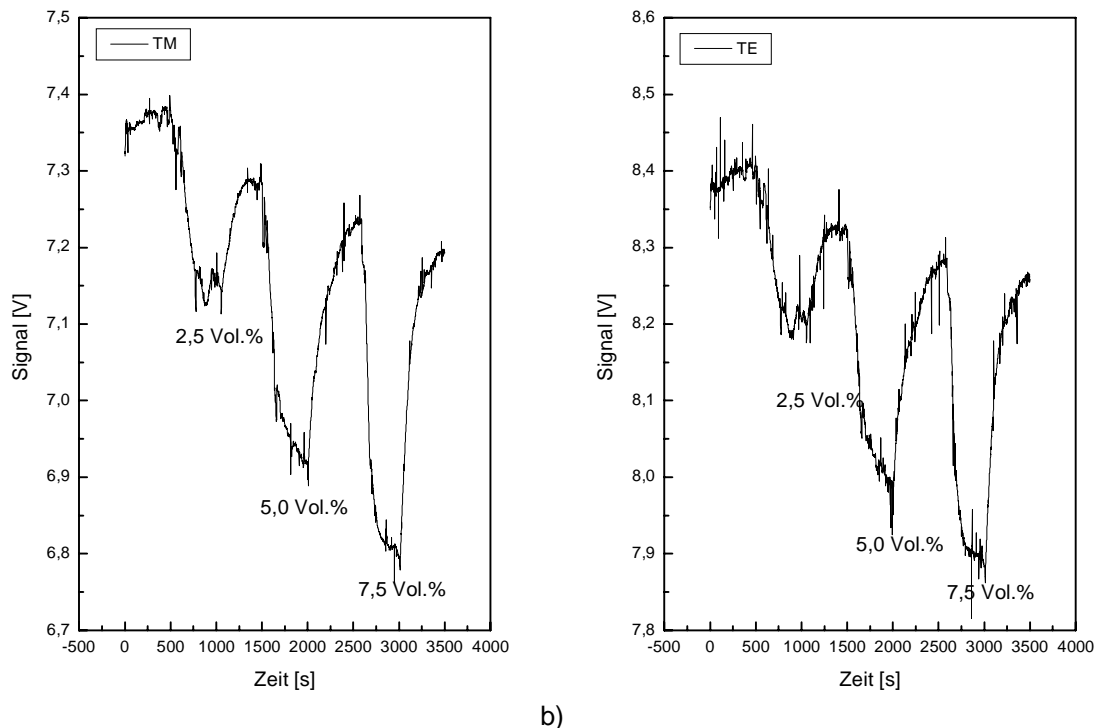 7,5
7,4
7,3
7,2
7,1
7,0
6,9
6,8
6,7
Signal [V]
TM
2,5 Vol.%
5,0 Vol.%
7,5 Vol.%
-500 0 500 1000 1500 2000 2500 3000 3500 4000
Zeit [s]
8,6
8,5
8,4
8,3
8,2
8,1
8,0
7,9
7,8
Signal [V]
TE
2,5 Vol.%
5,0 Vol.%
7,5 Vol.%
-500 0 500 1000 1500 2000 2500 3000 3500 4000
Zeit [s]
b)